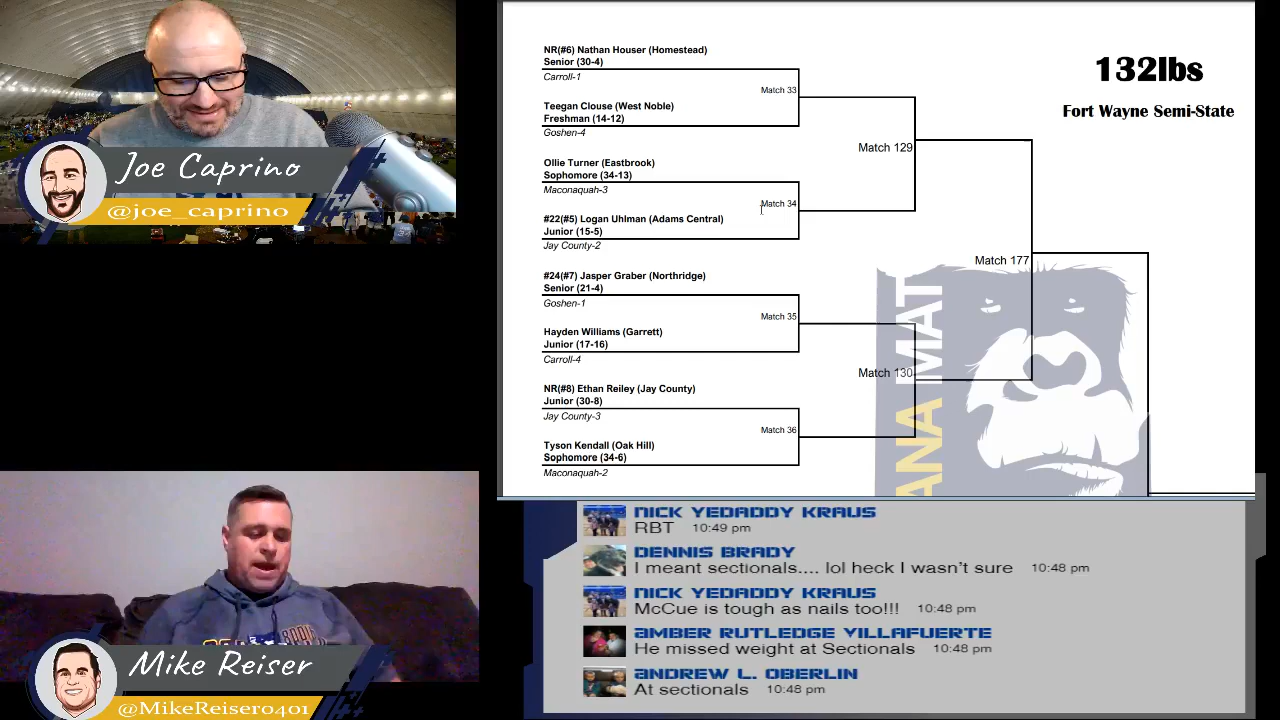 Joe Caprino
@joe_caprino
132lbs
Fort Wayne Semi-State
NR(#6) Nathan Houser (Homestead)
Senior (30-4)
Carroll-1
Match 33
Teegan Clouse (West Noble)
Freshman (14-12)
Goshen-4
Match 129
Ollie Turner (Eastbrook)
Sophomore (34-13)
Maconaquah-3
Match 34
#22(#5) Logan Uhlman (Adams Central)
Junior (15-5)
Jay County-2
Match 177
#24(#7) Jasper Graber (Northridge)
Senior (21-4)
Goshen-1
Match 35
Hayden Williams (Garrett)
Junior (17-16)
Carroll-4
Match 130
NR(#8) Ethan Reiley (Jay County)
Junior (30-8)
Jay County-3
Match 36
Tyson Kendall (Oak Hill)
Sophomore (34-6)
Maconaquah-2
ANA MAT
Mike Reiser
@MikeReiser0401
NICK YEDADDY KRAUS
RBT 10:49 pm
DENNIS BRADY
I meant sectionals.... lol heck I wasn't sure 10:48 pm
NICK YEDADDY KRAUS
McCue is tough as nails too!!! 10:48 pm
AMBER RUTLEDGE VILLAFUERTE
He missed weight at Sectionals 10:48 pm
ANDREW L. OBERLIN
At sectionals 10:48 pm